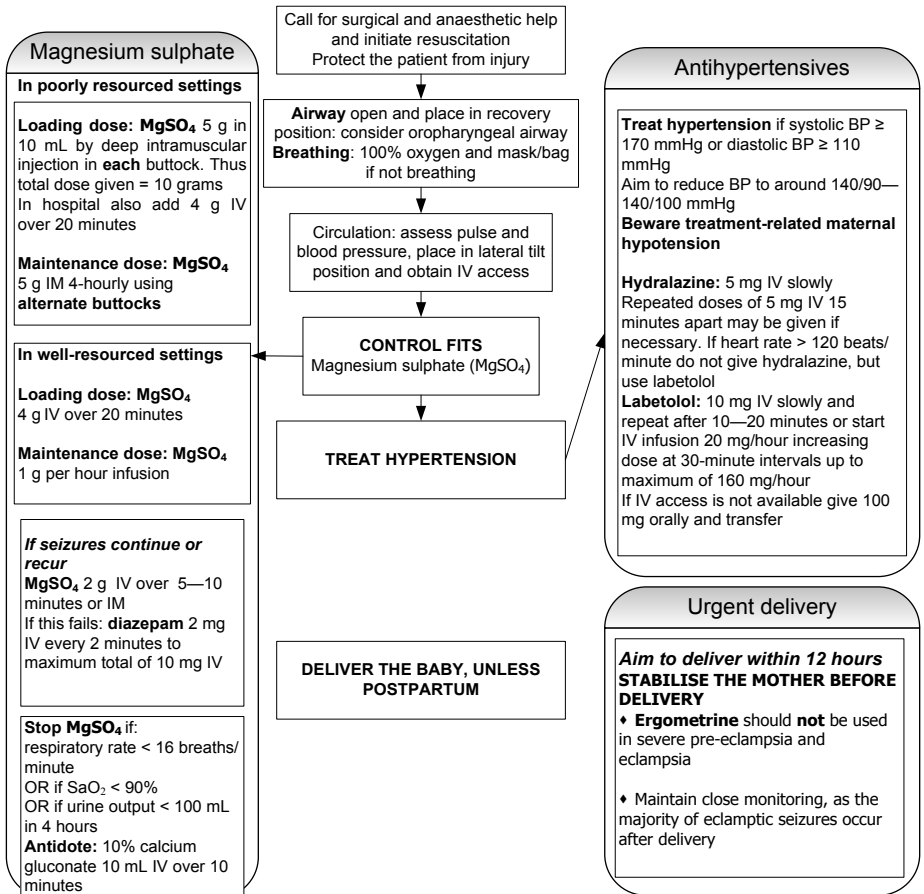 Magnesium sulphate
In poorly resourced settings
Loading dose: MgSO₄ 5 g in
10 mL by deep intramuscular
injection in each buttock. Thus
total dose given = 10 grams
In hospital also add 4 g IV
over 20 minutes
Maintenance dose: MgSO₄
5 g IM 4-hourly using
alternate buttocks
In well-resourced settings
Loading dose: MgSO₄
4 g IV over 20 minutes
Maintenance dose: MgSO₄
1 g per hour infusion
If seizures continue or
recur
MgSO₄ 2 g IV over 5—10
minutes or IM
If this fails: diazepam 2 mg
IV every 2 minutes to
maximum total of 10 mg IV
Stop MgSO₄ if:
respiratory rate < 16 breaths/
minute
OR if SaO₂ < 90%
OR if urine output < 100 mL
in 4 hours
Antidote: 10% calcium
gluconate 10 mL IV over 10
minutes
Call for surgical and anaesthetic help
and initiate resuscitation
Protect the patient from injury
Airway open and place in recovery
position: consider oropharyngeal airway
Breathing: 100% oxygen and mask/bag
if not breathing
Circulation: assess pulse and
blood pressure, place in lateral tilt
position and obtain IV access
CONTROL FITS
Magnesium sulphate (MgSO₄)
TREAT HYPERTENSION
DELIVER THE BABY, UNLESS
POSTPARTUM
Antihypertensives
Treat hypertension if systolic BP ≥
170 mmHg or diastolic BP ≥ 110
mmHg
Aim to reduce BP to around 140/90—
140/100 mmHg
Beware treatment-related maternal
hypotension
Hydralazine: 5 mg IV slowly
Repeated doses of 5 mg IV 15
minutes apart may be given if
necessary. If heart rate > 120 beats/
minute do not give hydralazine, but
use labetolol
Labetolol: 10 mg IV slowly and
repeat after 10—20 minutes or start
IV infusion 20 mg/hour increasing
dose at 30-minute intervals up to
maximum of 160 mg/hour
If IV access is not available give 100
mg orally and transfer
Urgent delivery
Aim to deliver within 12 hours
STABILISE THE MOTHER BEFORE
DELIVERY
♦ Ergometrine should not be used
in severe pre-eclampsia and
eclampsia
♦ Maintain close monitoring, as the
majority of eclamptic seizures occur
after delivery